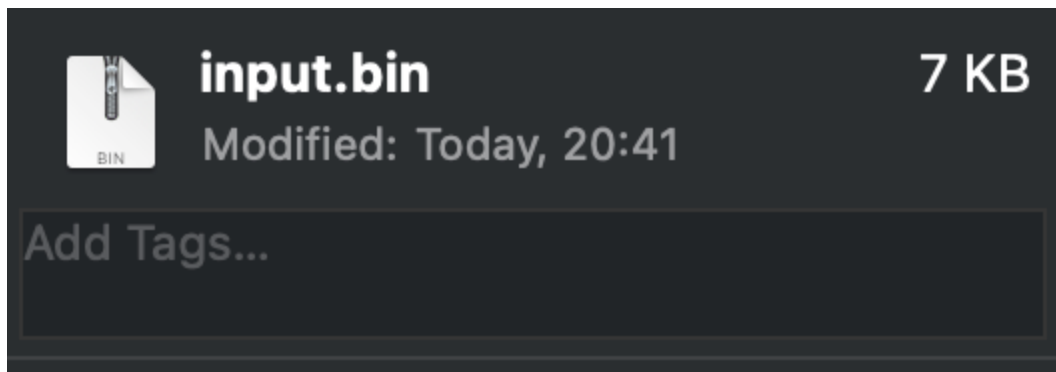 input.bin 7 KB
BIN
Modified: Today, 20:41
Add Tags...